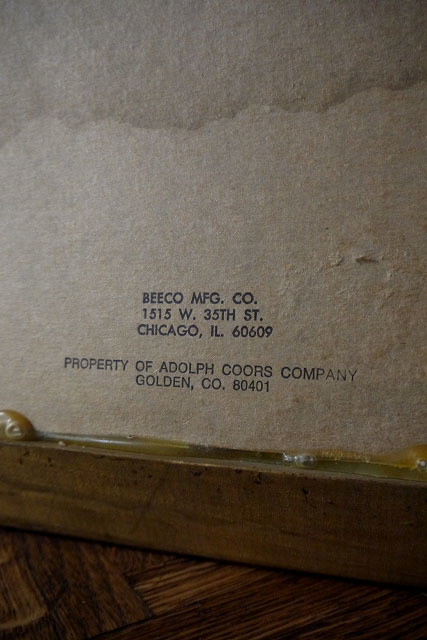 BEECO MFG. CO.
1515 W. 35TH ST.
CHICAGO, IL. 60609
PROPERTY OF ADOLPH COORS COMPANY
GOLDEN, CO. 80401